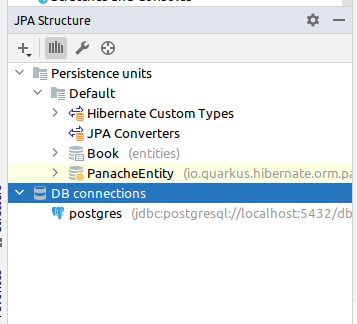 JPA Structure
Persistence units
Default
Hibernate Custom Types
JPA Converters
Book (entities)
PanacheEntity (io.quarkus.hibernate.orm.pa
DB connections
postgres (jdbc:postgresql://localhost:5432/db